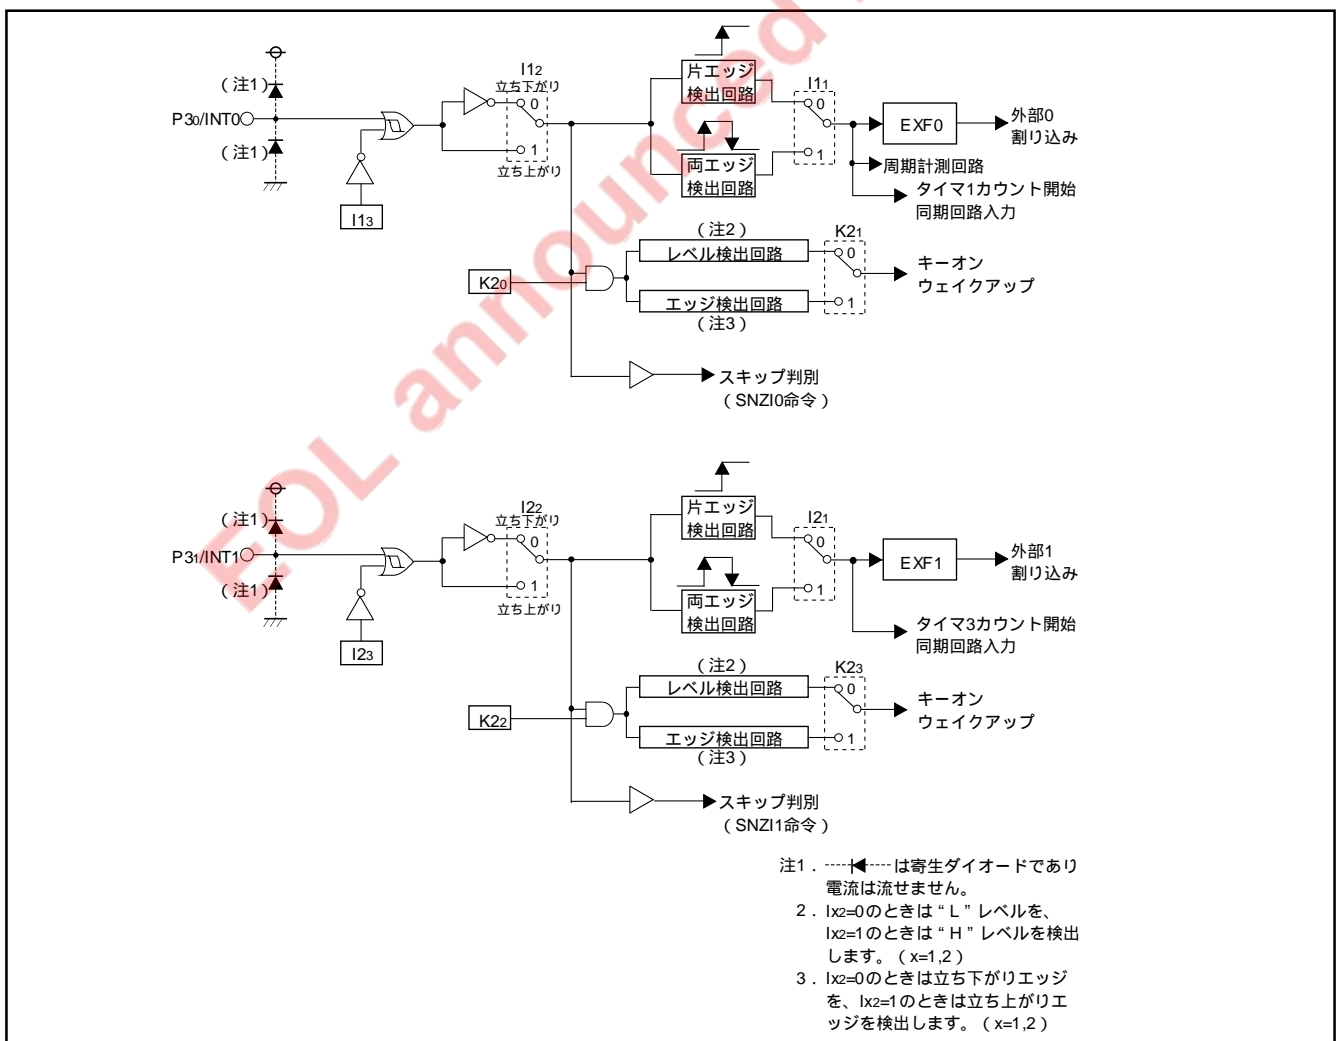 EOL announced
(注1)
I12
立ち下がり
0
P30/INT0
(注1)
1
立ち上がり
I13
片エッジ
検出回路
I11
0
両エッジ
検出回路
1
EXF0
外部0
割り込み
周期計測回路
タイマ1カウント開始
同期回路入力
(注2)
K21
レベル検出回路
0
K20
キーオン
ウェイクアップ
エッジ検出回路
1
(注3)
スキップ判別
(SNZI0命令)
(注1)
I22
立ち下がり
0
P31/INT1
(注1)
1
立ち上がり
I23
片エッジ
検出回路
I21
0
両エッジ
検出回路
1
EXF1
外部1
割り込み
タイマ3カウント開始
同期回路入力
(注2)
K23
レベル検出回路
0
K22
キーオン
ウェイクアップ
エッジ検出回路
1
(注3)
スキップ判別
(SNZI1命令)
注1. は寄生ダイオードであり
電流は流せません。
2.Ix2=0のときは“L”レベルを、
Ix2=1のときは“H”レベルを検出
します。(x=1,2)
3.Ix2=0のときは立ち下がりエッジ
を、Ix2=1のときは立ち上がりエ
ッジを検出します。(x=1,2)